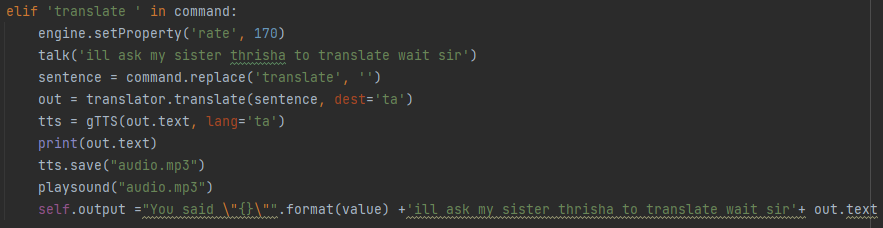 elif 'translate ' in command:
engine.setProperty('rate', 170)
talk('ill ask my sister thrisha to translate wait sir')
sentence = command.replace('translate', '')
out = translator.translate(sentence, dest='ta')
tts = gTTS(out.text, lang='ta')
print(out.text)
tts.save("audio.mp3")
playsound("audio.mp3")
self.output ="You said \"{}\"".format(value) +'ill ask my sister thrisha to translate wait sir'+ out.text